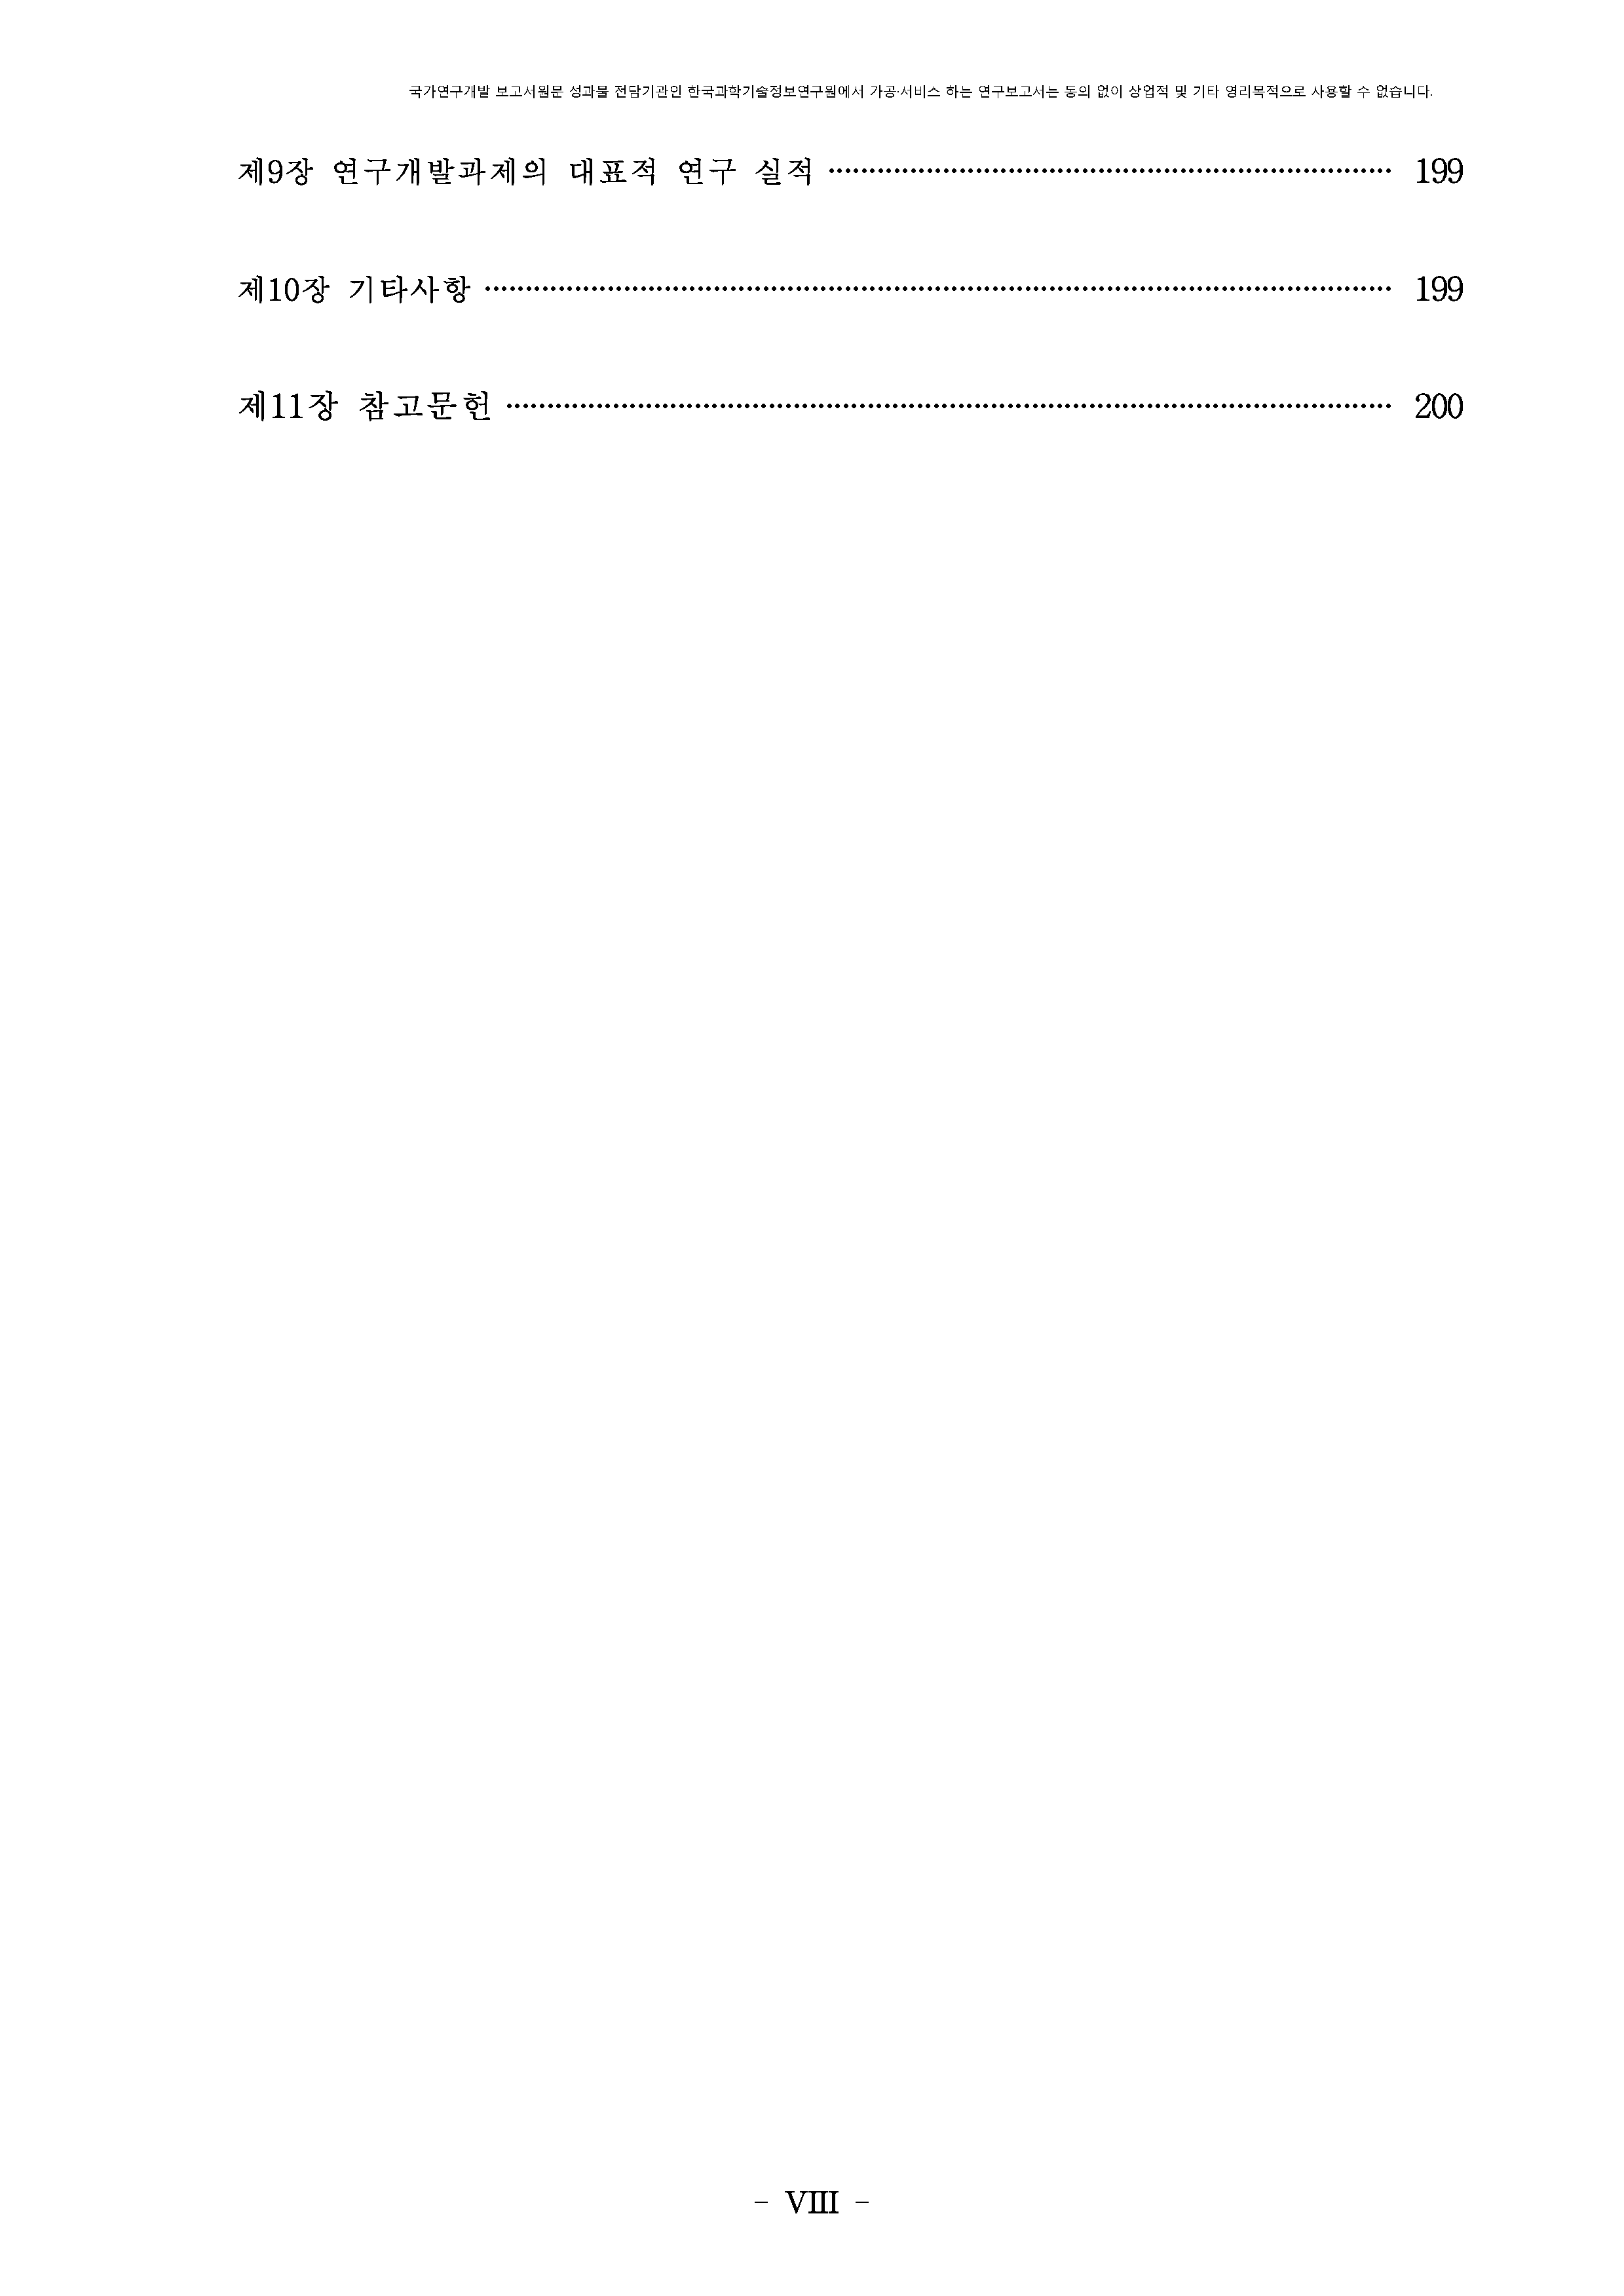 국가연구개발 보고서원문 성과물 전담기관인 한국과학기술정보연구원에서 가공·서비스 하는 연구보고서는 동의 없이 상업적 및 기타 영리목적으로 사용할 수 없습니다.
제9장 연구개발과제의 대표적 연구 실적 ········································ 199
제10장 기타사항 ········································ 199
제11장 참고문헌 ········································ 200
- Ⅷ -